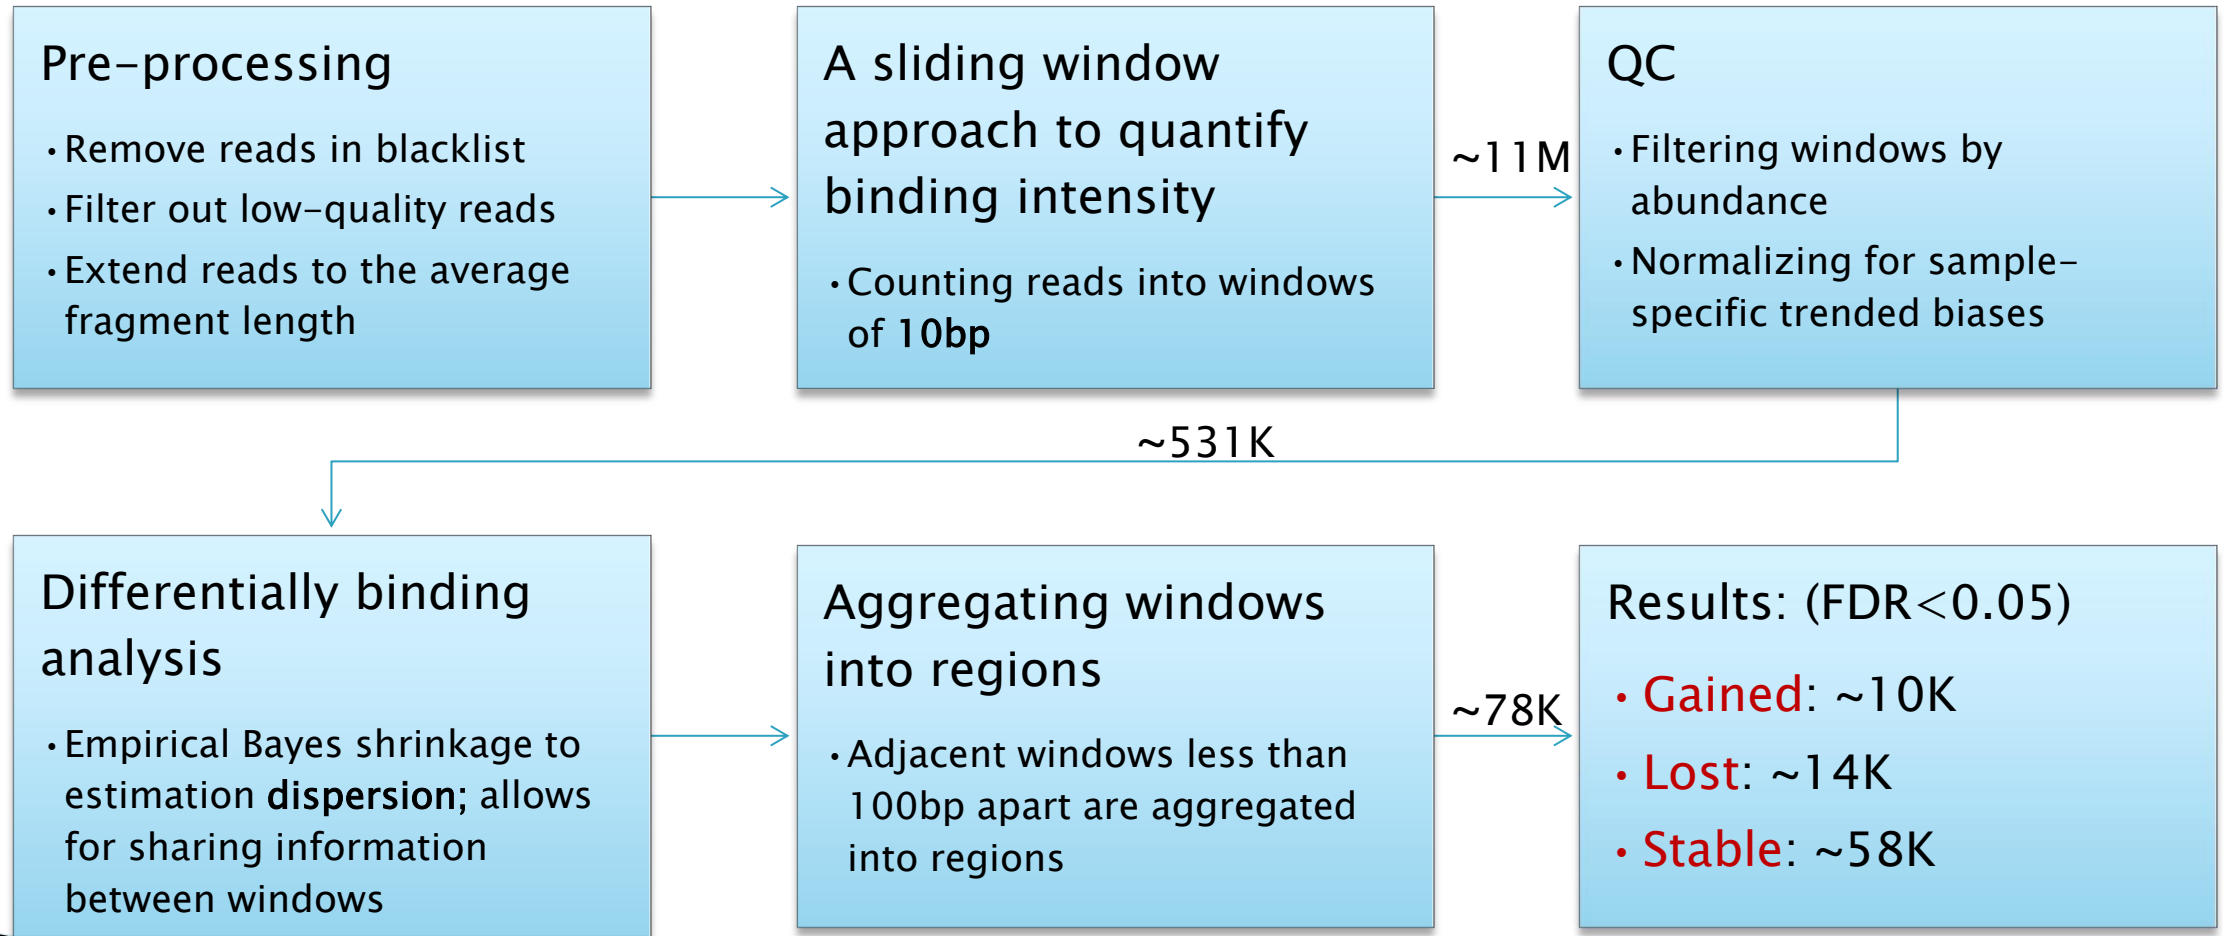 Pre-processing
• Remove reads in blacklist
• Filter out low-quality reads
• Extend reads to the average
fragment length
A sliding window
approach to quantify
binding intensity
• Counting reads into windows
of 10bp
~11M
QC
• Filtering windows by
abundance
• Normalizing for sample-
specific trended biases
~531K
Differentially binding
analysis
• Empirical Bayes shrinkage to
estimation dispersion; allows
for sharing information
between windows
Aggregating windows
into regions
• Adjacent windows less than
100bp apart are aggregated
into regions
~78K
Results: (FDR<0.05)
• Gained: ~10K
• Lost: ~14K
• Stable: ~58K